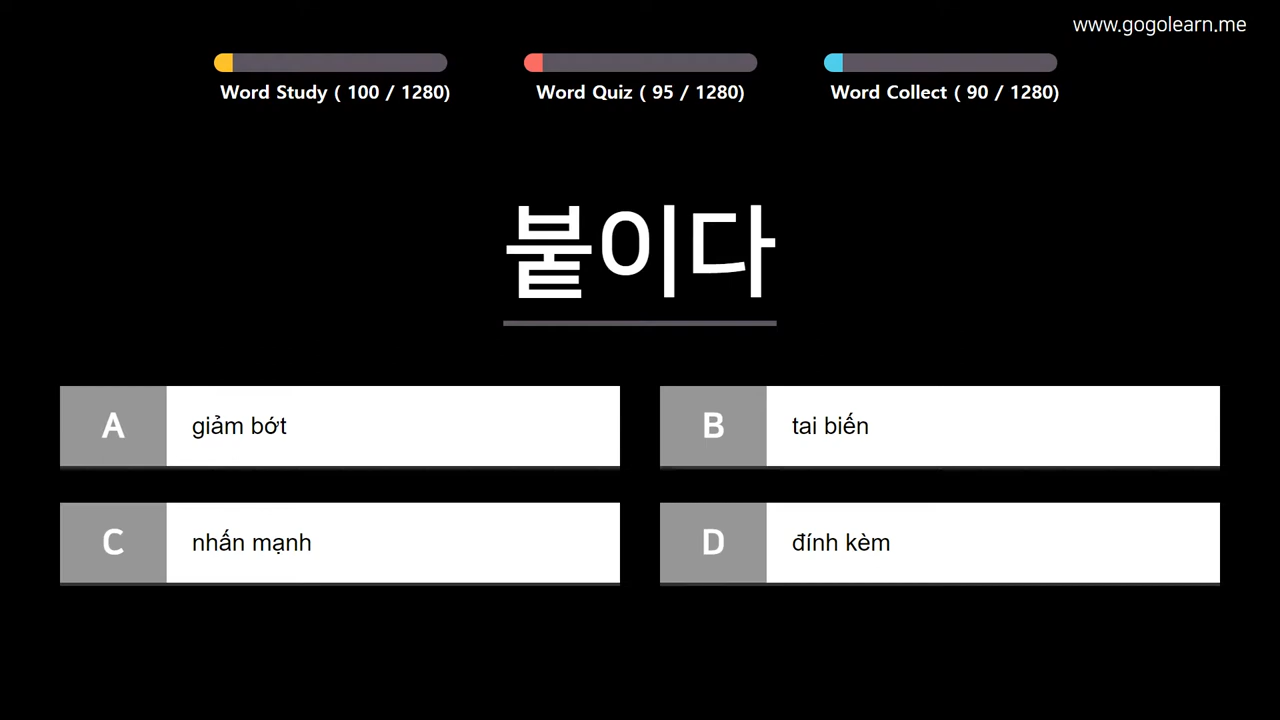 www.gogolearn.me
Word Study ( 100 / 1280)
Word Quiz ( 95 / 1280)
Word Collect ( 90 / 1280)
붙이다
A giảm bớt
B tai biến
C nhấn mạnh
D đính kèm